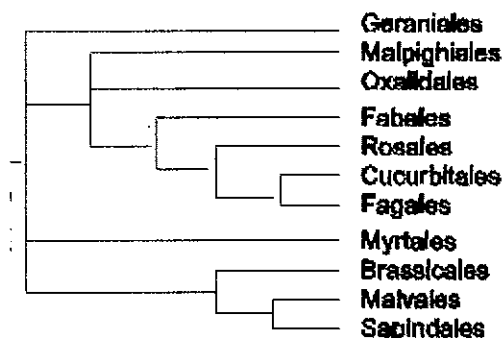 Geraniales
Malpighiales
Oxalidales
Fabales
Rosales
Cucurbitales
Fagales
Myrtales
Brassicales
Malvales
Sapindales